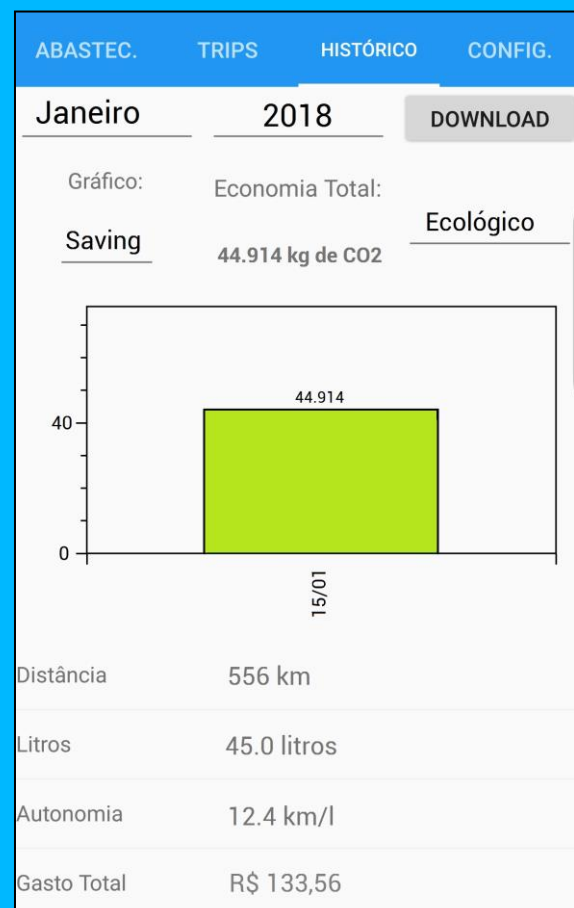 ABASTEC. TRIPS HISTÓRICO CONFIG.
Janeiro 2018 DOWNLOAD
Gráfico: Economia Total:
Saving 44.914 kg de CO2 Ecológico
44.914
40
0
15/01
Distância 556 km
Litros 45.0 litros
Autonomia 12.4 km/l
Gasto Total R$ 133,56